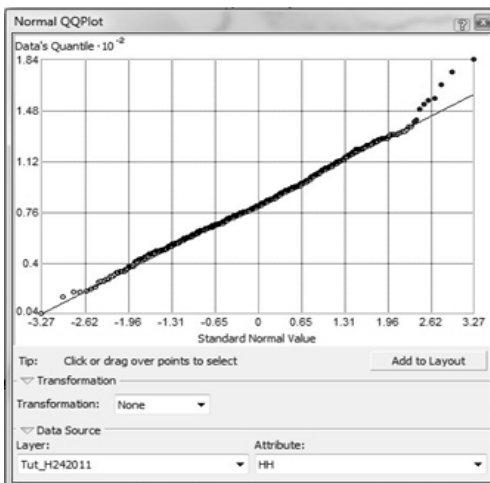 Normal QQPlot
Data's Quantile · 10 -2
1.84
1.48
1.12
0.76
0.4
0.04
-3.27 -2.62 -1.96 -1.31 -0.65 0 0.65 1.31 1.96 2.62 3.27
Standard Normal Value
Tip: Click or drag over points to select Add to Layout
Transformation
Transformation: None
Data Source
Layer: Attribute:
Tut_H242011 HH